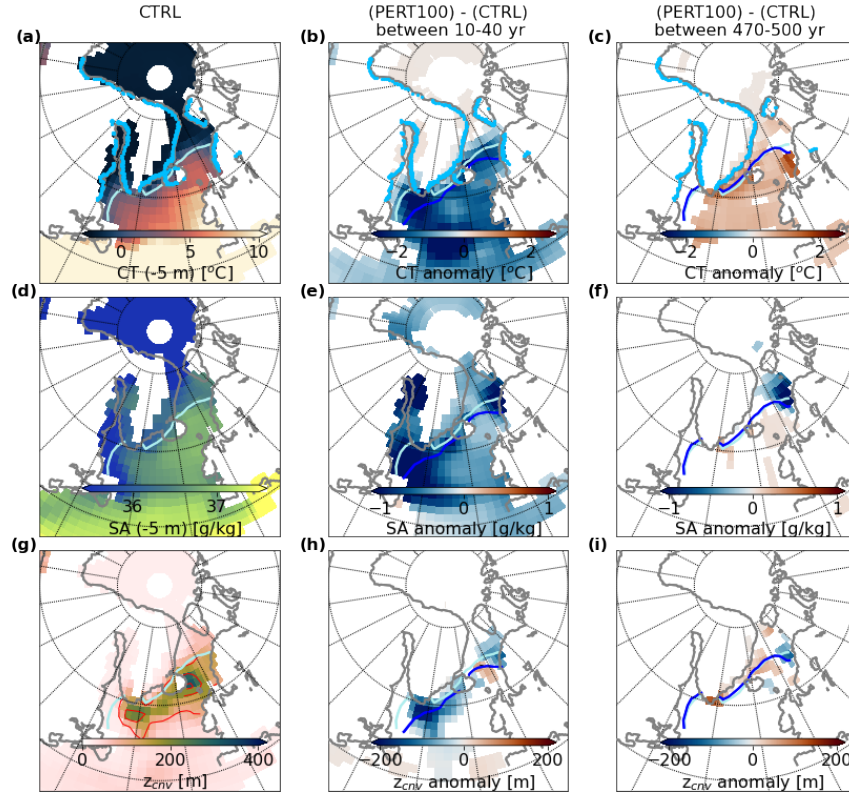 CTRL
(PERT100) - (CTRL)
between 10-40 yr
(PERT100) - (CTRL)
between 470-500 yr
(a)
(b)
(c)
0 5 10
CT (-5 m) [°C]
−2 0 2
CT anomaly [°C]
−2 0 2
CT anomaly [°C]
(d)
(e)
(f)
36 37
SA (-5 m) [g/kg]
−1 0 1
SA anomaly [g/kg]
−1 0 1
SA anomaly [g/kg]
(g)
(h)
(i)
0 200 400
z_cnv [m]
−200 0 200
z_cnv anomaly [m]
−200 0 200
z_cnv anomaly [m]